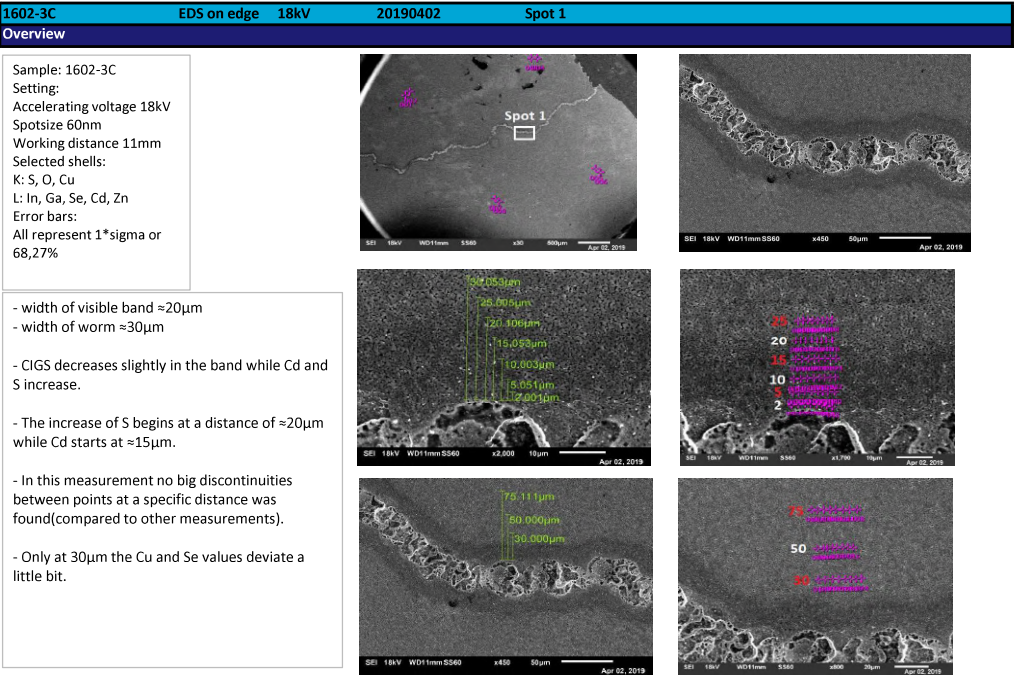 1602-3C EDS on edge 18kV 20190402 Spot 1
Overview
Sample: 1602-3C
Setting:
Accelerating voltage 18kV
Spotsize 60nm
Working distance 11mm
Selected shells:
K: S, O, Cu
L: In, Ga, Se, Cd, Zn
Error bars:
All represent 1*sigma or
68,27%
- width of visible band ≈20µm
- width of worm ≈30µm
- CIGS decreases slightly in the band while Cd and
S increase.
- The increase of S begins at a distance of ≈20µm
while Cd starts at ≈15µm.
- In this measurement no big discontinuities
between points at a specific distance was
found(compared to other measurements).
- Only at 30µm the Cu and Se values deviate a
little bit.
Spot 1
SEI 18kV WD11mm SS60 x30 600µm
Apr 02, 2019
SEI 18kV WD11mm SS60 x450 50µm
Apr 02, 2019
25.005µm
20.106µm
15.053µm
10.003µm
5.051µm
2.001µm
SEI 18kV WD11mm SS60 x2,000 10µm
Apr 02, 2019
25
20
15
10
5
2
SEI 18kV WD11mm SS60 x1,790 10µm
Apr 02, 2019
75.111µm
50.000µm
30.000µm
SEI 18kV WD11mm SS60 x450 50µm
Apr 02, 2019
75
50
30
SEI 18kV WD11mm SS60 x800 20µm
Apr 02, 2019